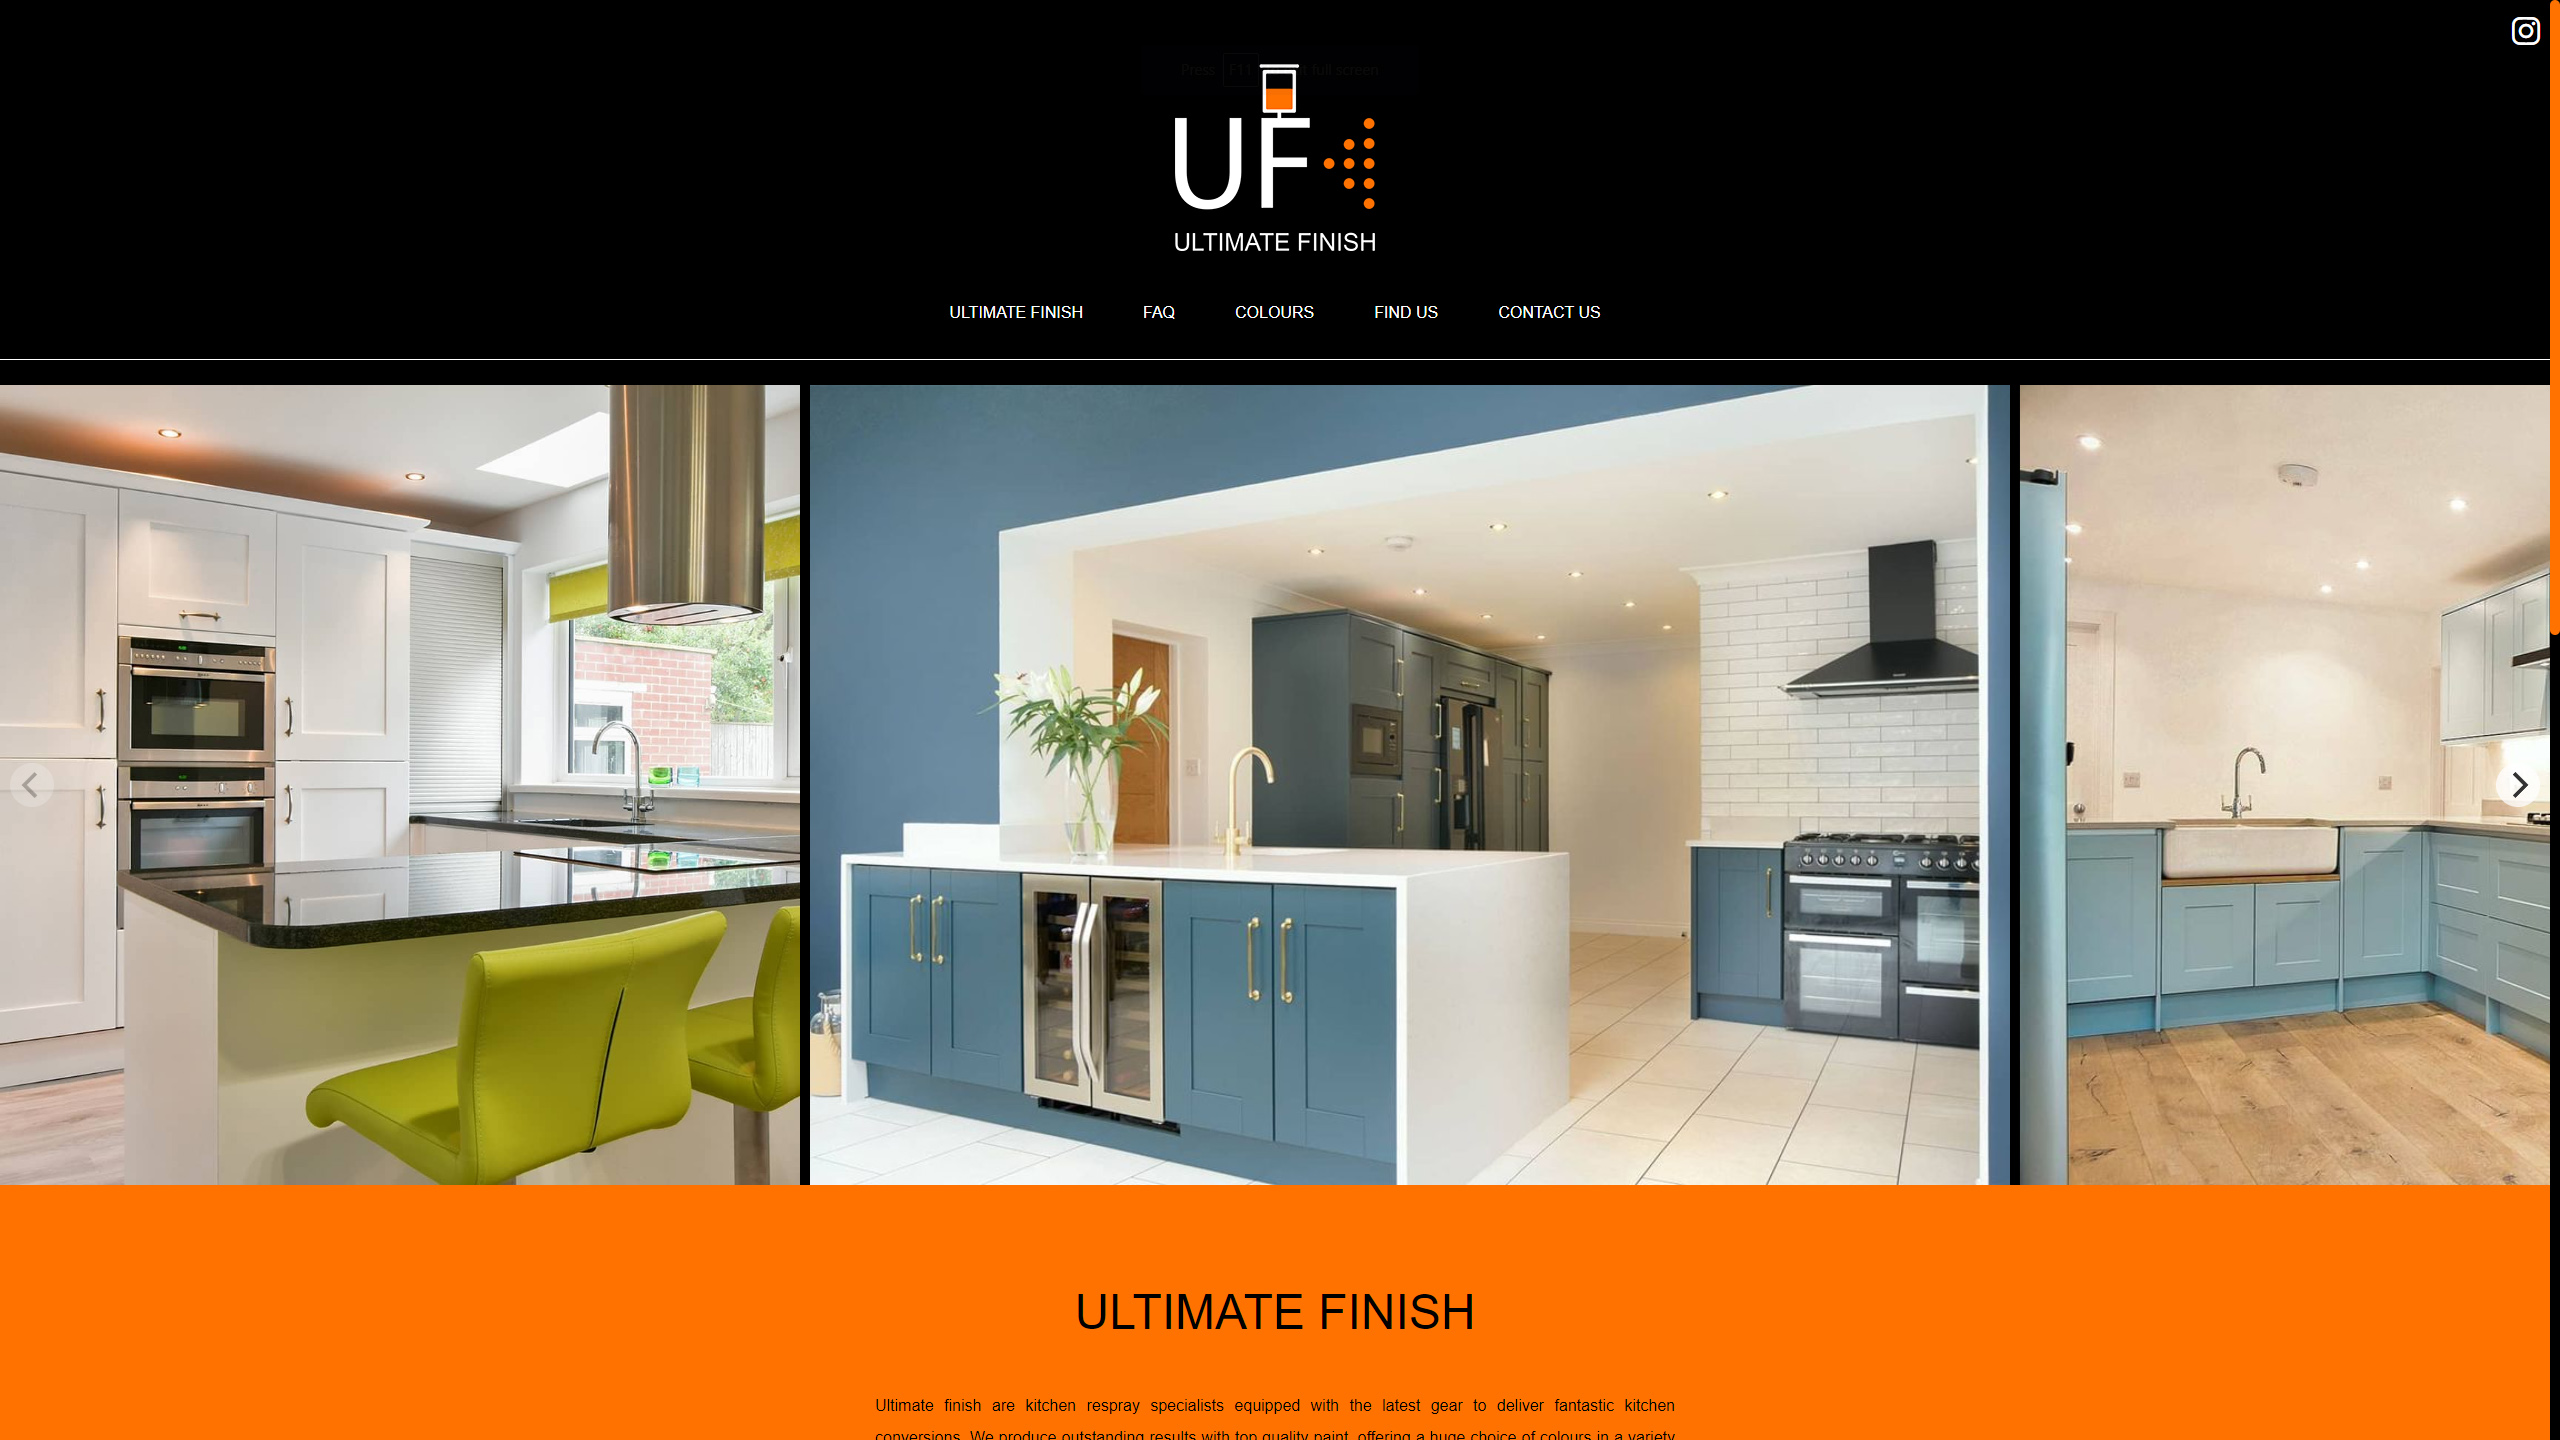 Press F11 full screen
UF
ULTIMATE FINISH
ULTIMATE FINISH FAQ COLOURS FIND US CONTACT US
ULTIMATE FINISH
Ultimate finish are kitchen respray specialists equipped with the latest gear to deliver fantastic kitchen
conversions. We produce outstanding results with top quality paint, offering a huge choice of colours in a variety